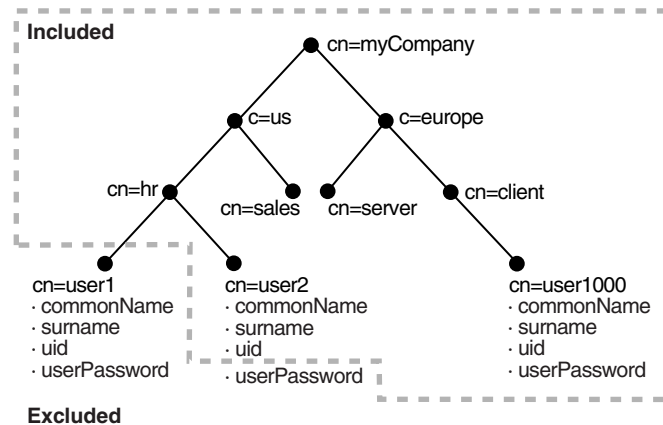 Included
cn=myCompany
c=us
c=europe
cn=hr
cn=sales
cn=server
cn=client
cn=user1
· commonName
· surname
· uid
· userPassword
cn=user2
· commonName
· surname
· uid
· userPassword
cn=user1000
· commonName
· surname
· uid
· userPassword
Excluded